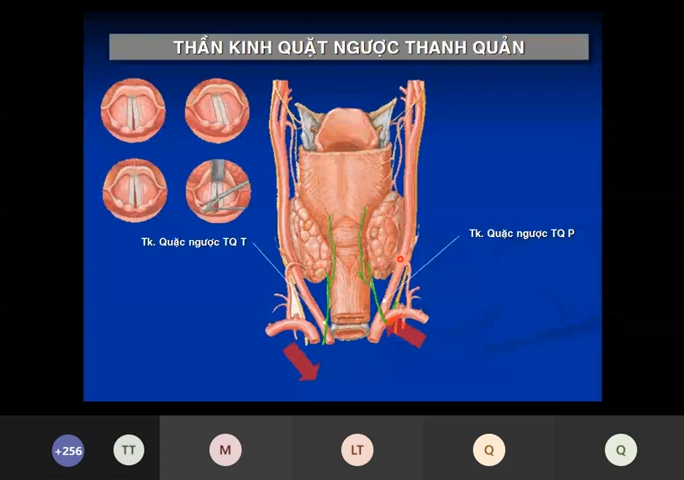 THẦN KINH QUẶT NGƯỢC THANH QUẢN
Tk. Quặc ngược TQ T
Tk. Quặc ngược TQ P
+256
TT
M
LT
Q
Q